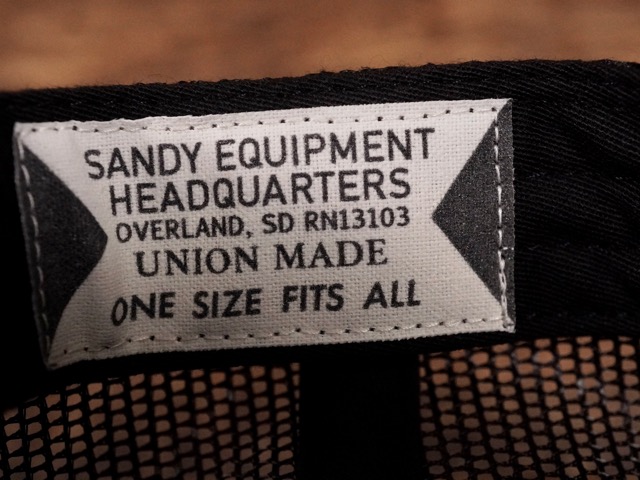 SANDY EQUIPMENT
HEADQUARTERS
OVERLAND, SD RN13103
UNION MADE
ONE SIZE FITS ALL